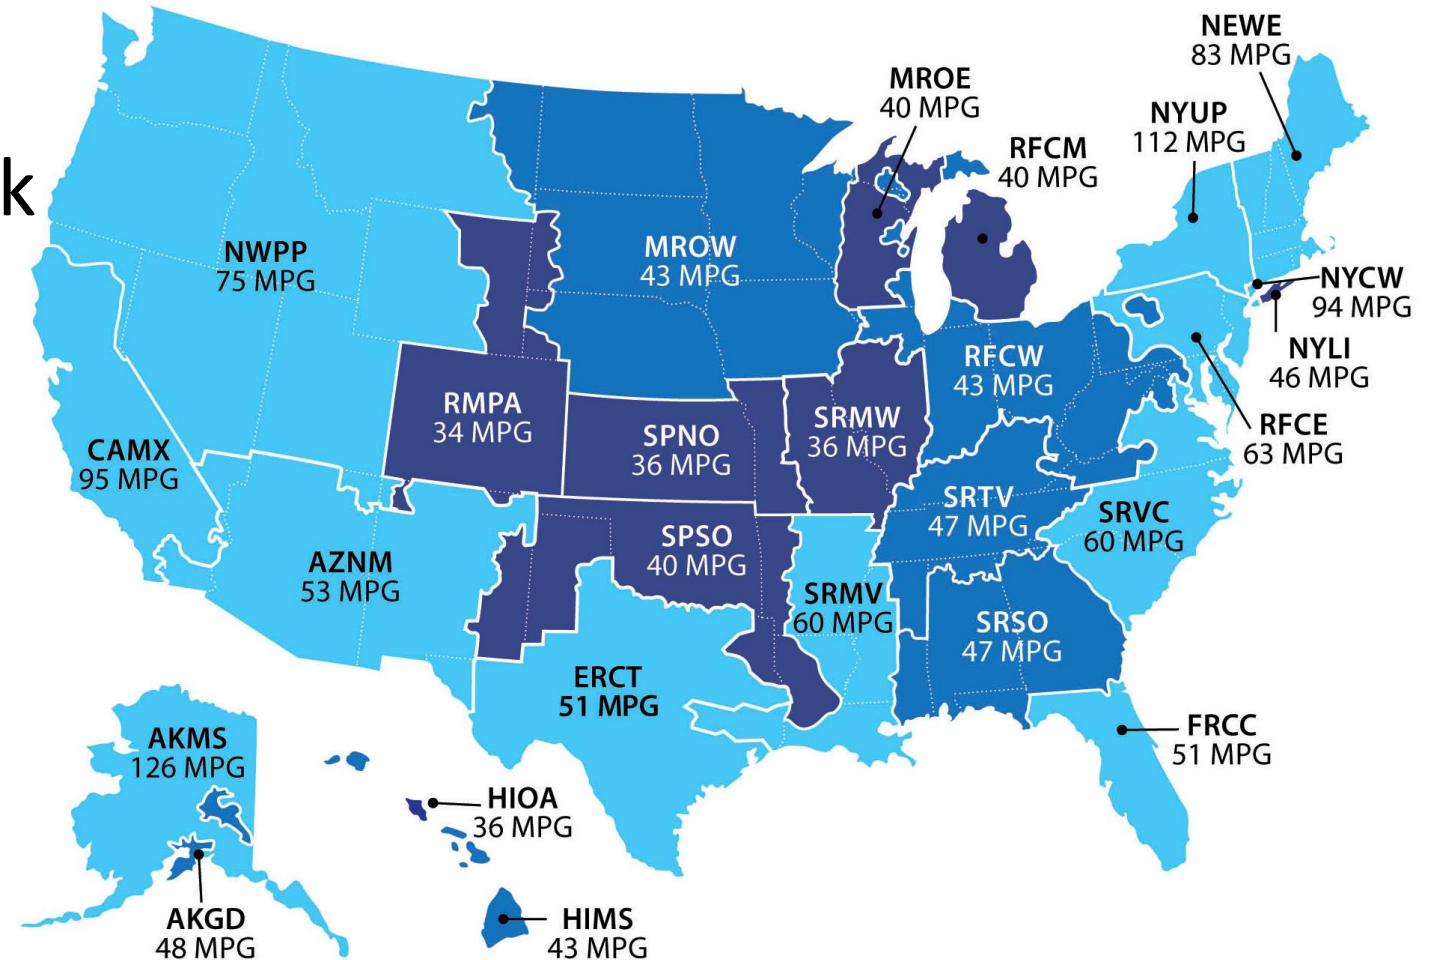 NEWE
83 MPG
MROE
40 MPG
NYUP
112 MPG
RFCM
40 MPG
k
NWPP
75 MPG
MROW
43 MPG
NYCW
94 MPG
NYLI
46 MPG
RFCW
43 MPG
RMPA
34 MPG
SRMW
36 MPG
SPNO
36 MPG
RFCE
63 MPG
CAMX
95 MPG
SRTV
47 MPG
SRVC
60 MPG
SPSO
40 MPG
AZNM
53 MPG
SRMV
60 MPG
SRSO
47 MPG
ERCT
51 MPG
FRCC
51 MPG
AKMS
126 MPG
HIOA
36 MPG
AKGD
48 MPG
HIMS
43 MPG